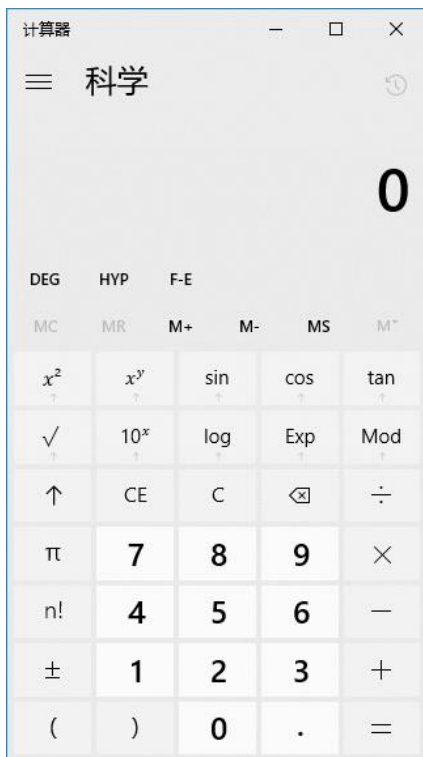 计算器
科学
0
DEG HYP F-E
MC MR M+ M- MS M˅
x² xʸ sin cos tan
√ 10ˣ log Exp Mod
↑ CE C ⌫ ÷
π 7 8 9 ×
n! 4 5 6 −
± 1 2 3 +
( ) 0 . =